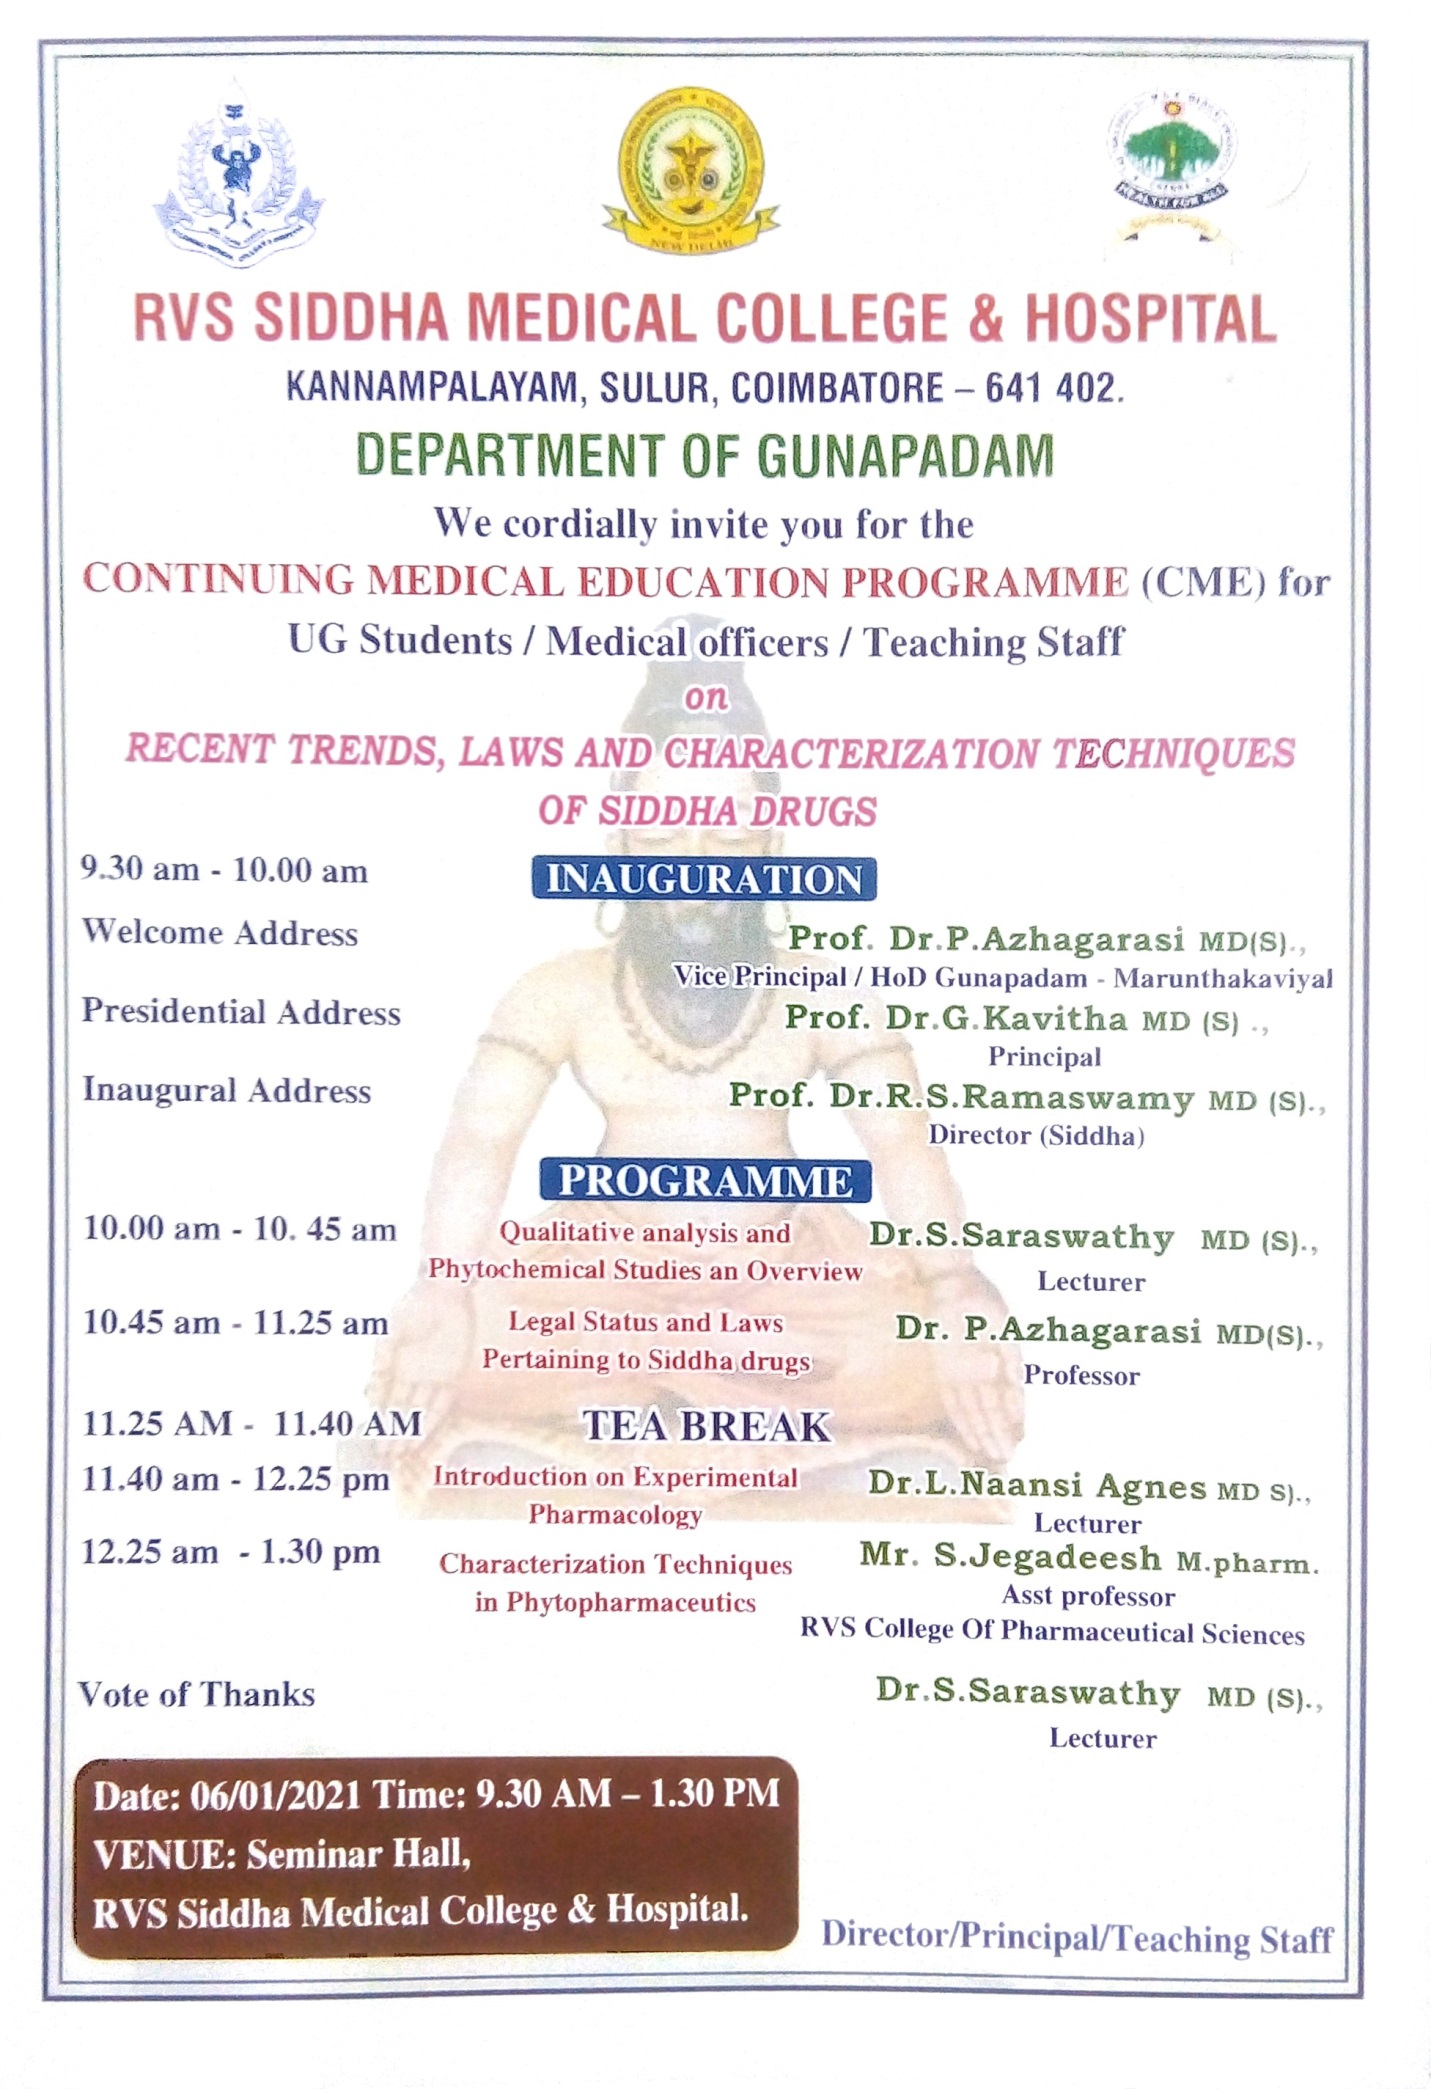 NEW DELHI
HEALTH FOR ALL
RVS SIDDHA MEDICAL COLLEGE & HOSPITAL
KANNAMPALAYAM, SULUR, COIMBATORE – 641 402.
DEPARTMENT OF GUNAPADAM
We cordially invite you for the
CONTINUING MEDICAL EDUCATION PROGRAMME (CME) for
UG Students / Medical officers / Teaching Staff
on
RECENT TRENDS, LAWS AND CHARACTERIZATION TECHNIQUES
OF SIDDHA DRUGS
9.30 am - 10.00 am INAUGURATION
Welcome Address Prof. Dr.P.Azhagarasi MD(S).,
Vice Principal / HoD Gunapadam - Marunthakaviyal
Presidential Address Prof. Dr.G.Kavitha MD (S) .,
Principal
Inaugural Address Prof. Dr.R.S.Ramaswamy MD (S).,
Director (Siddha)
PROGRAMME
10.00 am - 10. 45 am Qualitative analysis and Dr.S.Saraswathy MD (S).,
Phytochemical Studies an Overview Lecturer
10.45 am - 11.25 am Legal Status and Laws Dr. P.Azhagarasi MD(S).,
Pertaining to Siddha drugs Professor
11.25 AM - 11.40 AM TEA BREAK
11.40 am - 12.25 pm Introduction on Experimental Dr.L.Naansi Agnes MD S).,
Pharmacology Lecturer
12.25 am - 1.30 pm Characterization Techniques Mr. S.Jegadeesh M.pharm.
in Phytopharmaceutics Asst professor
RVS College Of Pharmaceutical Sciences
Vote of Thanks Dr.S.Saraswathy MD (S).,
Lecturer
Date: 06/01/2021 Time: 9.30 AM – 1.30 PM
VENUE: Seminar Hall,
RVS Siddha Medical College & Hospital.
Director/Principal/Teaching Staff